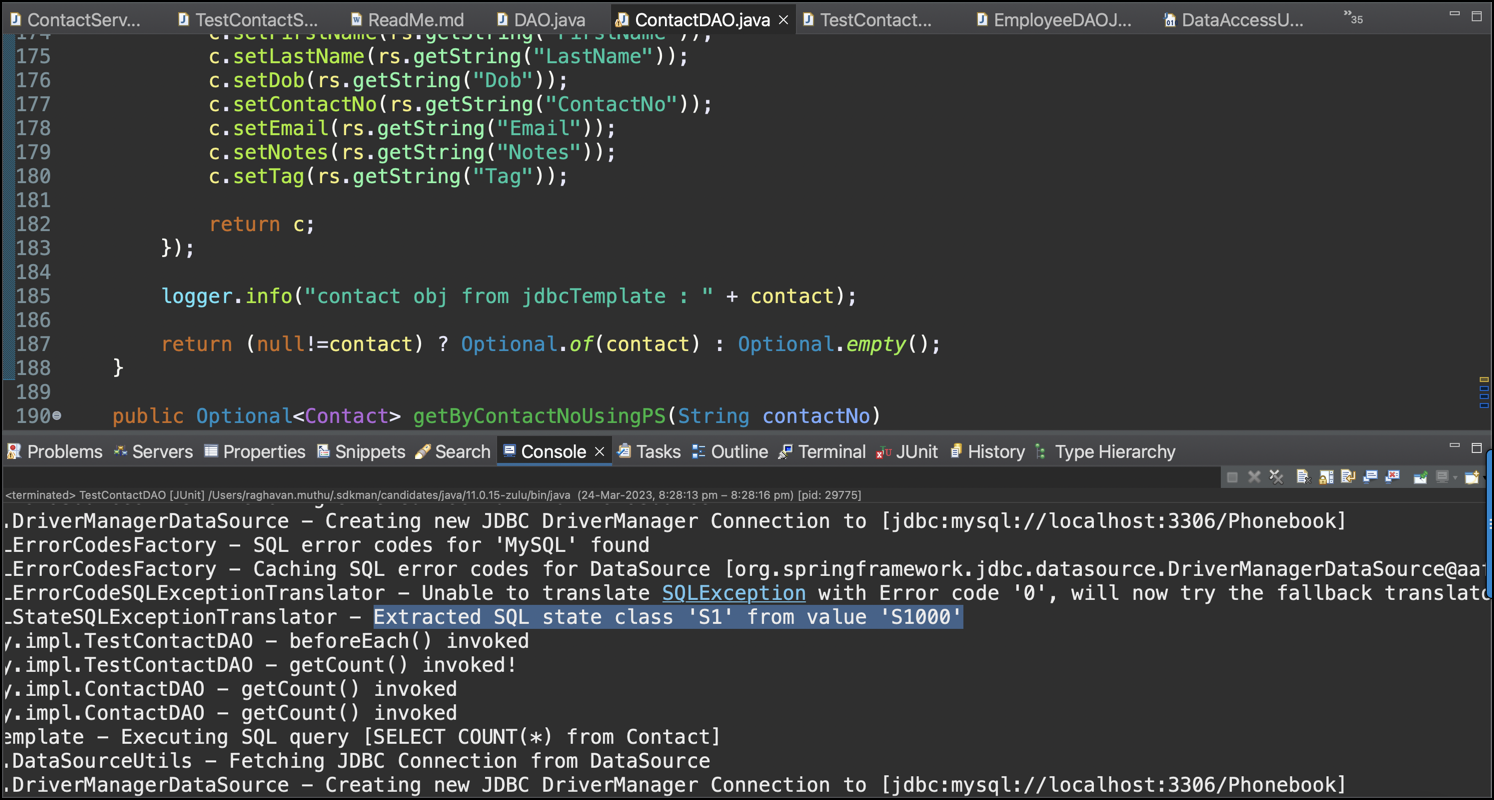 ContactServ...
TestContactS...
ReadMe.md
DAO.java
ContactDAO.java
TestContact...
EmployeeDAOJ...
DataAccessU...
»35
174 c.setFirstName(rs.getString("FirstName"));
175 c.setLastName(rs.getString("LastName"));
176 c.setDob(rs.getString("Dob"));
177 c.setContactNo(rs.getString("ContactNo"));
178 c.setEmail(rs.getString("Email"));
179 c.setNotes(rs.getString("Notes"));
180 c.setTag(rs.getString("Tag"));
181
182 return c;
183 });
184
185 logger.info("contact obj from jdbcTemplate : " + contact);
186
187 return (null!=contact) ? Optional.of(contact) : Optional.empty();
188 }
189
190 public Optional<Contact> getByContactNoUsingPS(String contactNo)
Problems
Servers
Properties
Snippets
Search
Console
Tasks
Outline
Terminal
JUnit
History
Type Hierarchy
<terminated> TestContactDAO [JUnit] /Users/raghavan.muthu/.sdkman/candidates/java/11.0.15-zulu/bin/java (24-Mar-2023, 8:28:13 pm – 8:28:16 pm) [pid: 29775]
.DriverManagerDataSource – Creating new JDBC DriverManager Connection to [jdbc:mysql://localhost:3306/Phonebook]
LErrorCodesFactory – SQL error codes for 'MySQL' found
LErrorCodesFactory – Caching SQL error codes for DataSource [org.springframework.jdbc.datasource.DriverManagerDataSource@aa
LErrorCodeSQLExceptionTranslator – Unable to translate SQLException with Error code '0', will now try the fallback translato
LStateSQLExceptionTranslator – Extracted SQL state class 'S1' from value 'S1000'
y.impl.TestContactDAO – beforeEach() invoked
y.impl.TestContactDAO – getCount() invoked!
y.impl.ContactDAO – getCount() invoked
y.impl.ContactDAO – getCount() invoked
emplate – Executing SQL query [SELECT COUNT(*) from Contact]
.DataSourceUtils – Fetching JDBC Connection from DataSource
.DriverManagerDataSource – Creating new JDBC DriverManager Connection to [jdbc:mysql://localhost:3306/Phonebook]